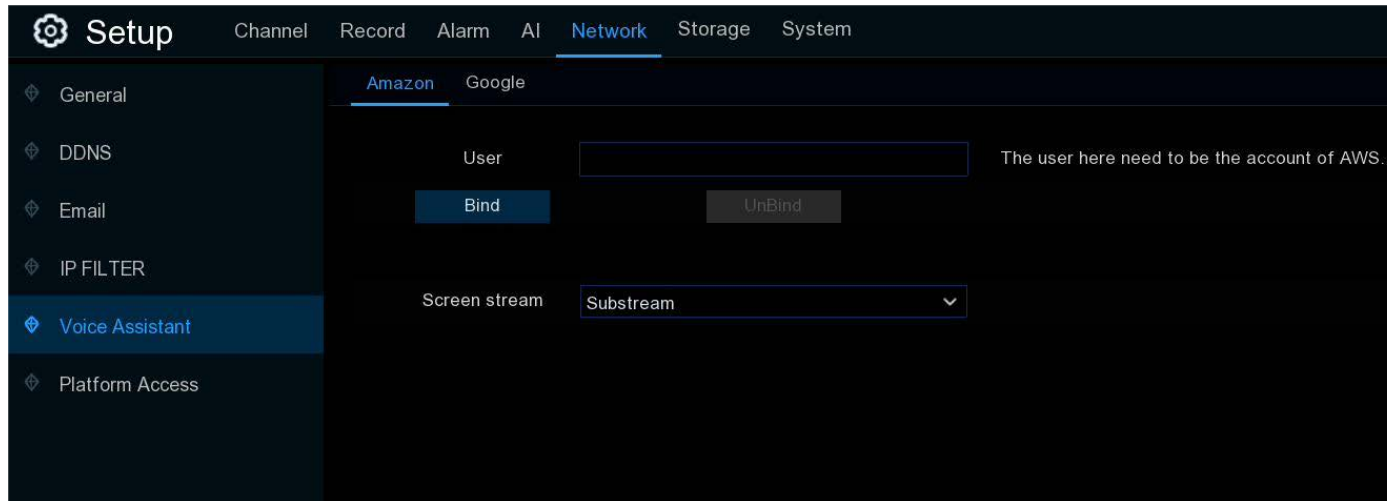 Setup Channel Record Alarm AI Network Storage System
General
DDNS
Email
IP FILTER
Voice Assistant
Platform Access
Amazon Google
User The user here need to be the account of AWS.
Bind UnBind
Screen stream Substream